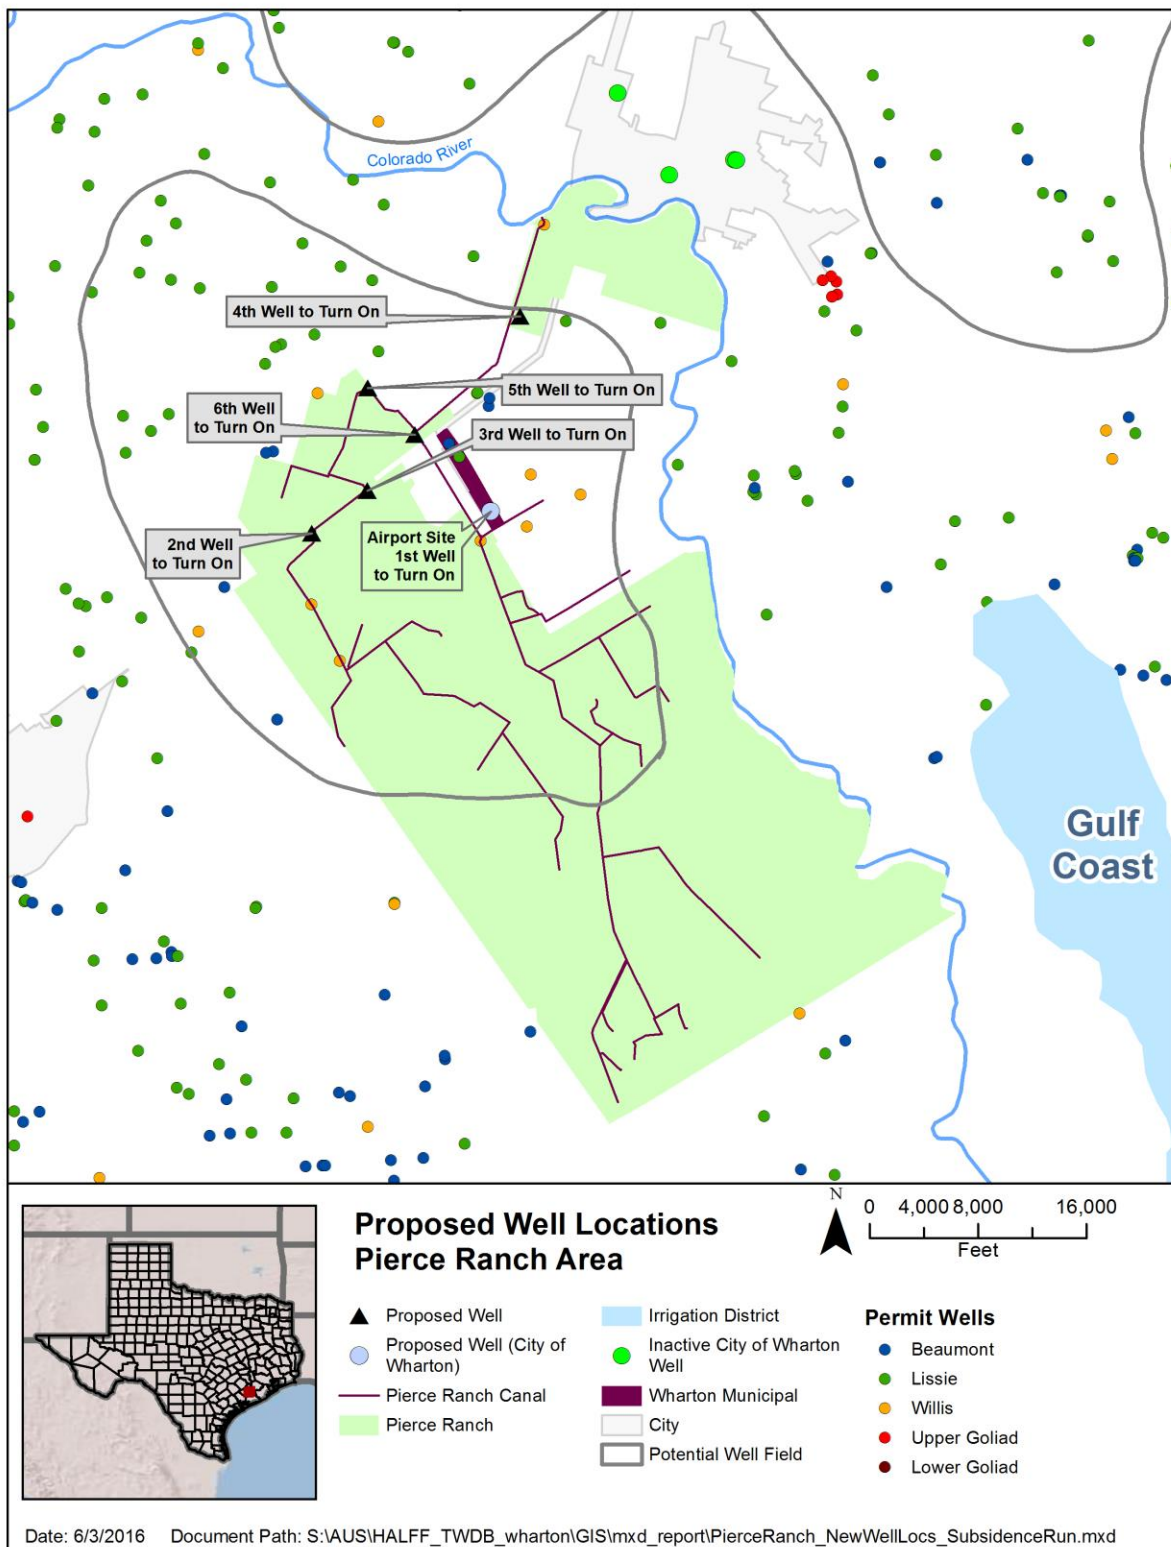 Colorado River
4th Well to Turn On
5th Well to Turn On
6th Well
to Turn On
3rd Well to Turn On
2nd Well
to Turn On
Airport Site
1st Well
to Turn On
Gulf
Coast
Proposed Well Locations
Pierce Ranch Area
N
0 4,000 8,000 16,000
Feet
Proposed Well
Proposed Well (City of
Wharton)
Pierce Ranch Canal
Pierce Ranch
Irrigation District
Inactive City of Wharton
Well
Wharton Municipal
City
Potential Well Field
Permit Wells
Beaumont
Lissie
Willis
Upper Goliad
Lower Goliad
Date: 6/3/2016 Document Path: S:\AUS\HALFF_TWDB_wharton\GIS\mxd_report\PierceRanch_NewWellLocs_SubsidenceRun.mxd